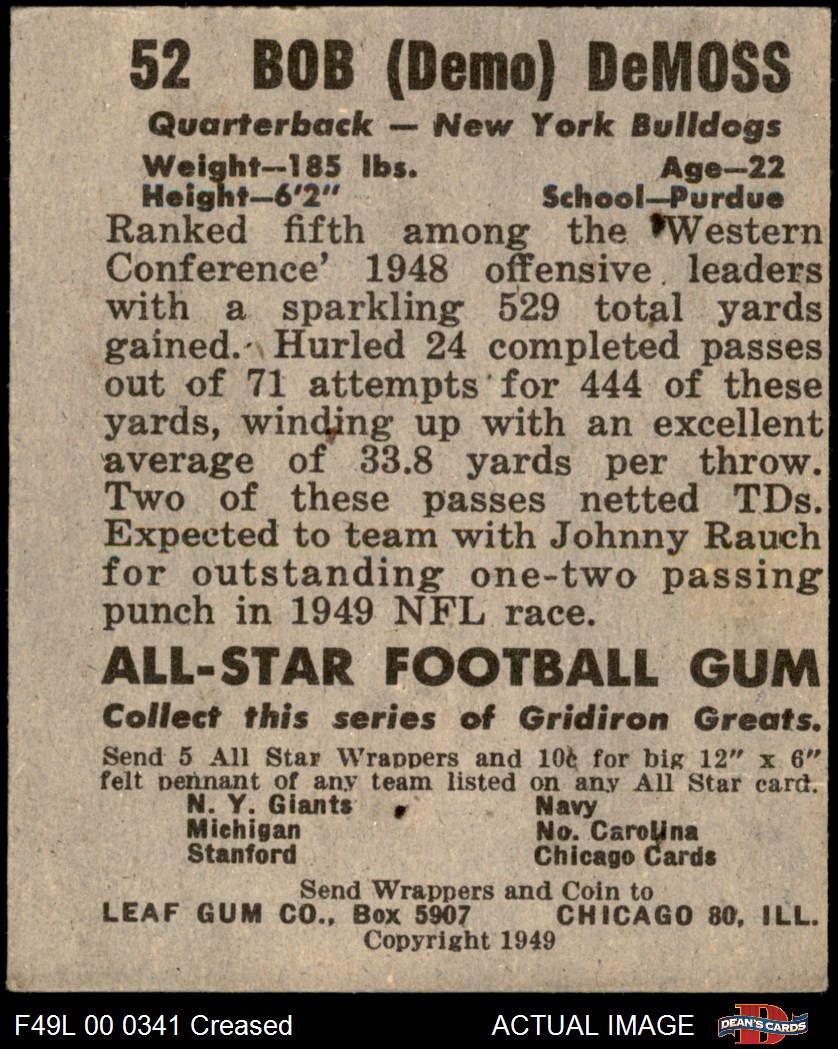 52 BOB (Demo) DeMOSS
Quarterback — New York Bulldogs
Weight—185 lbs. Age—22
Height—6'2" School—Purdue
Ranked fifth among the Western
Conference' 1948 offensive leaders
with a sparkling 529 total yards
gained. Hurled 24 completed passes
out of 71 attempts for 444 of these
yards, winding up with an excellent
average of 33.8 yards per throw.
Two of these passes netted TDs.
Expected to team with Johnny Rauch
for outstanding one-two passing
punch in 1949 NFL race.
ALL-STAR FOOTBALL GUM
Collect this series of Gridiron Greats.
Send 5 All Star Wrappers and 10¢ for big 12" x 6"
felt pennant of any team listed on any All Star card.
N. Y. Giants Navy
Michigan No. Carolina
Stanford Chicago Cards
Send Wrappers and Coin to
LEAF GUM CO., Box 5907 CHICAGO 80, ILL.
Copyright 1949
F49L 00 0341 Creased ACTUAL IMAGE DEAN'S CARDS